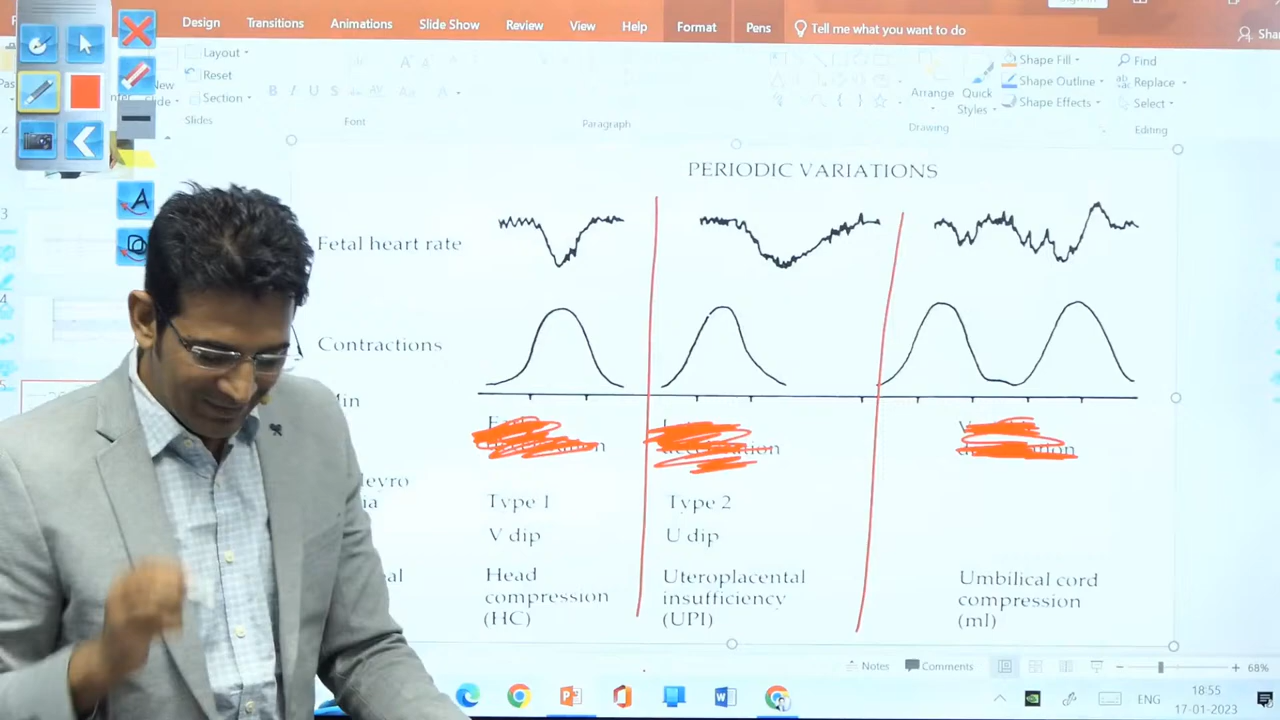 Design Transitions Animations Slide Show Review View Help Format Pens Tell me what you want to do
Layout
Reset
Section
Slides
Font
Paragraph
Arrange
Quick
Styles
Shape Fill
Shape Outline
Shape Effects
Drawing
Find
Replace
Select
Editing
3
4
PERIODIC VARIATIONS
Fetal heart rate
Contractions
Type 1
Type 2
V dip
U dip
Head
compression
(HC)
Uteroplacental
insufficiency
(UPI)
Umbilical cord
compression
(ml)
Notes
Comments
68%
ENG
18:55
17-01-2023